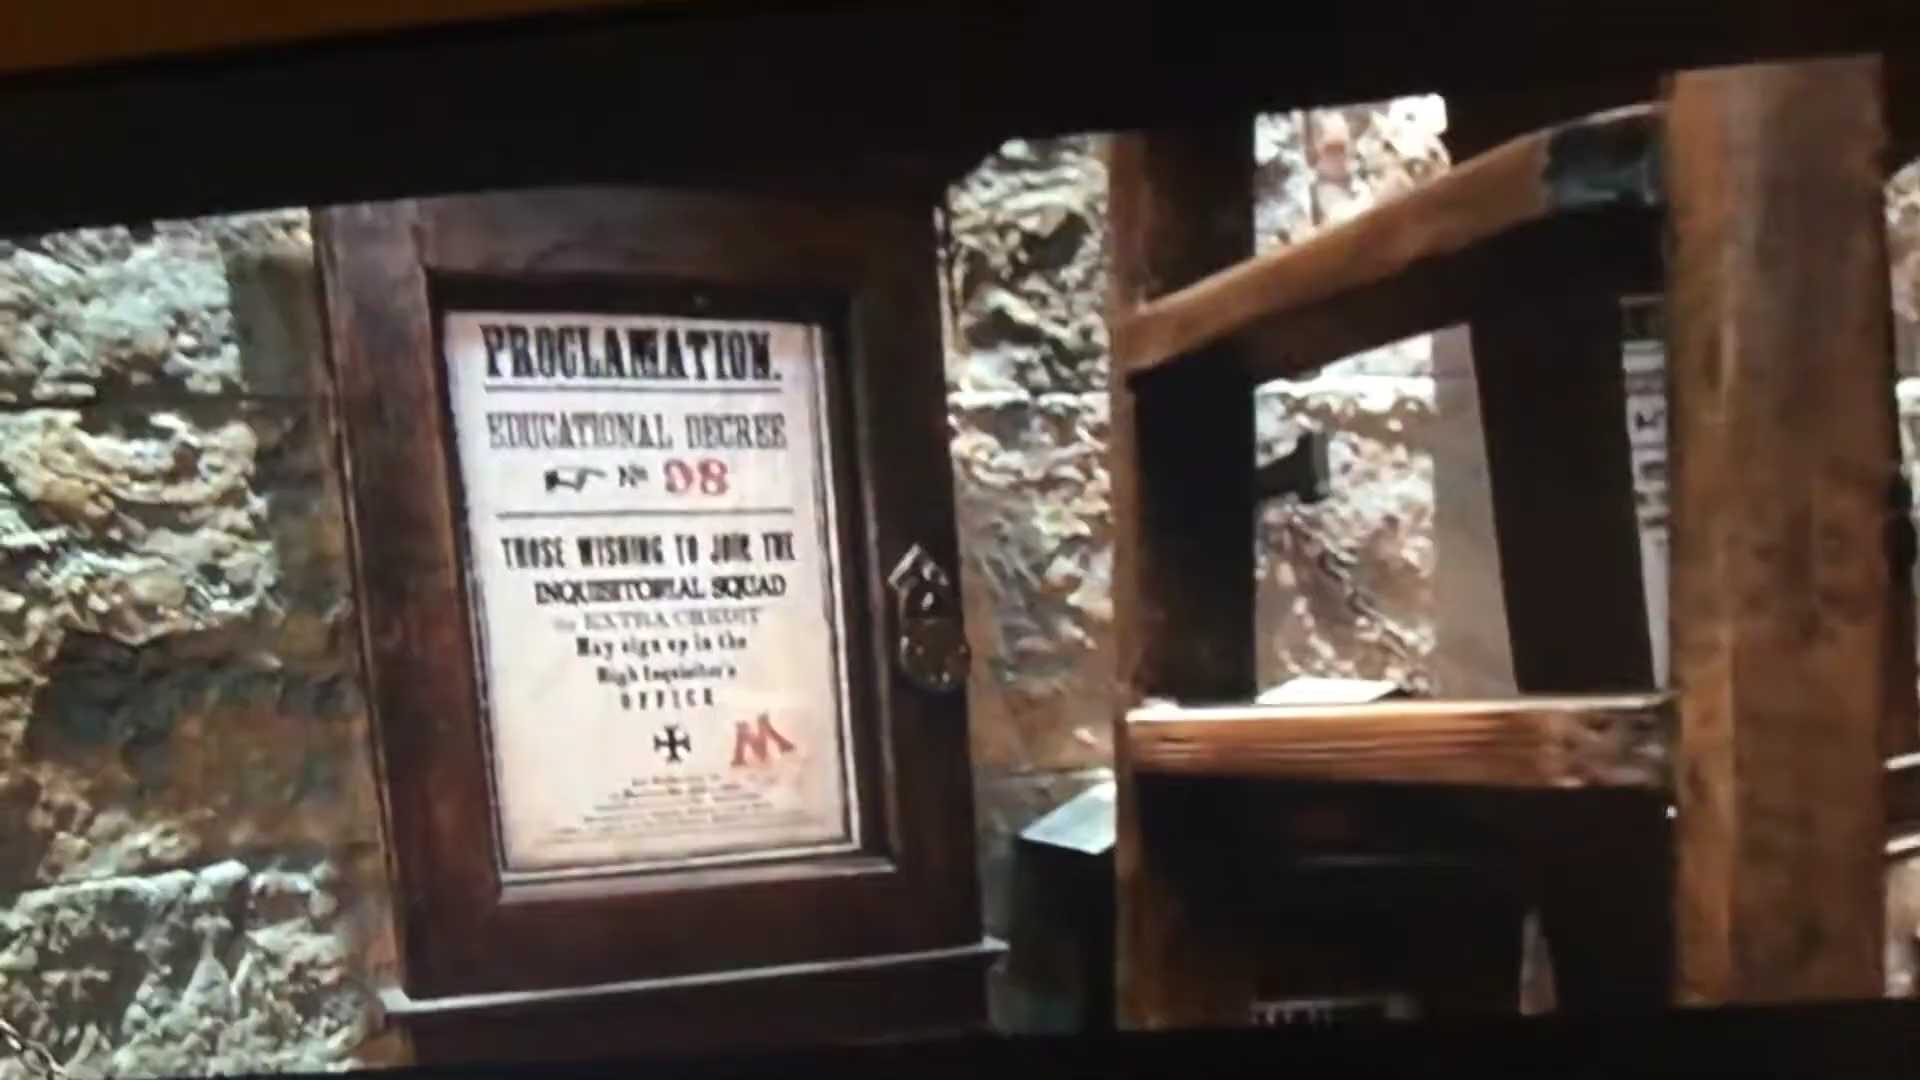 PROCLAMATION.
EDUCATIONAL DECREE
No 98
THOSE WISHING TO JOIN THE
INQUISITORIAL SQUAD
for EXTRA CREDIT
May sign up in the
High Inquisitor's
OFFICE
M